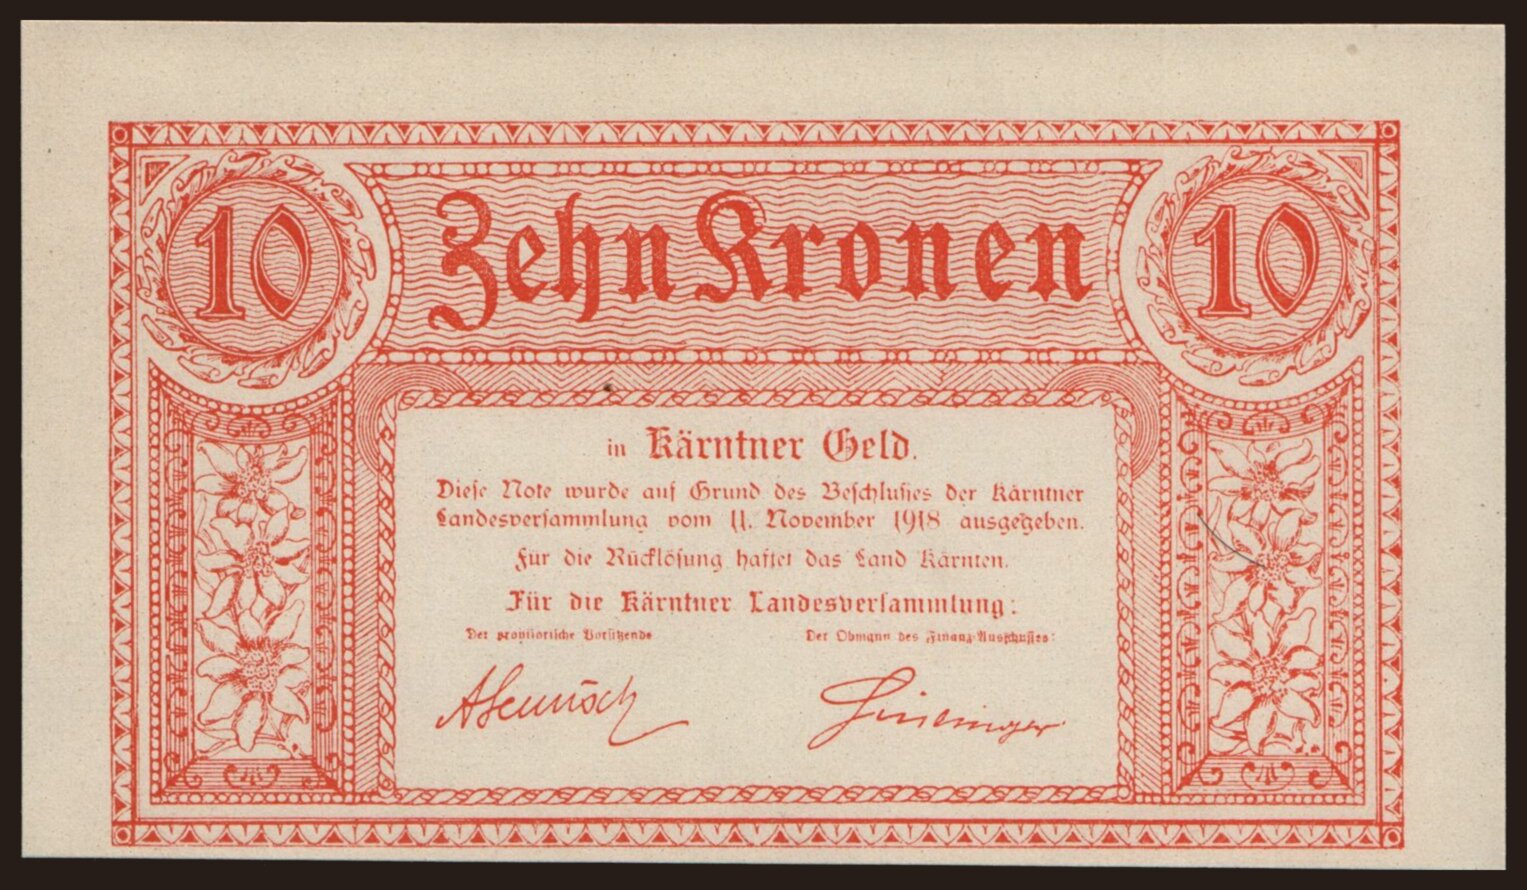 10 Zehn Kronen 10
in Kärntner Geld.
Diese Note wurde auf Grund des Beschlusses der Kärntner
Landesversammlung vom 11. November 1918 ausgegeben.
Für die Rücklösung haftet das Land Kärnten.
Für die Kärntner Landesversammlung:
Der provisorische Vorsitzende
Der Obmann des Finanz-Ausschusses: